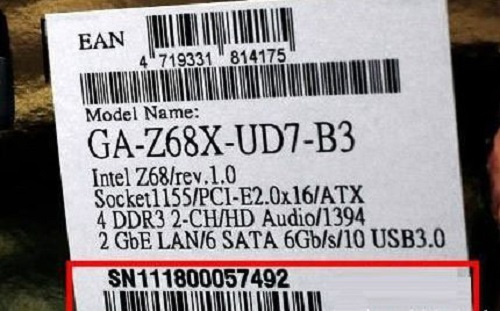 EAN
4 719331 814175
Model Name:
GA-Z68X-UD7-B3
Intel Z68/rev.1.0
Socket1155/PCI-E2.0x16/ATX
4 DDR3 2-CH/HD Audio/1394
2 GbE LAN/6 SATA 6Gb/s/10 USB3.0
SN111800057492